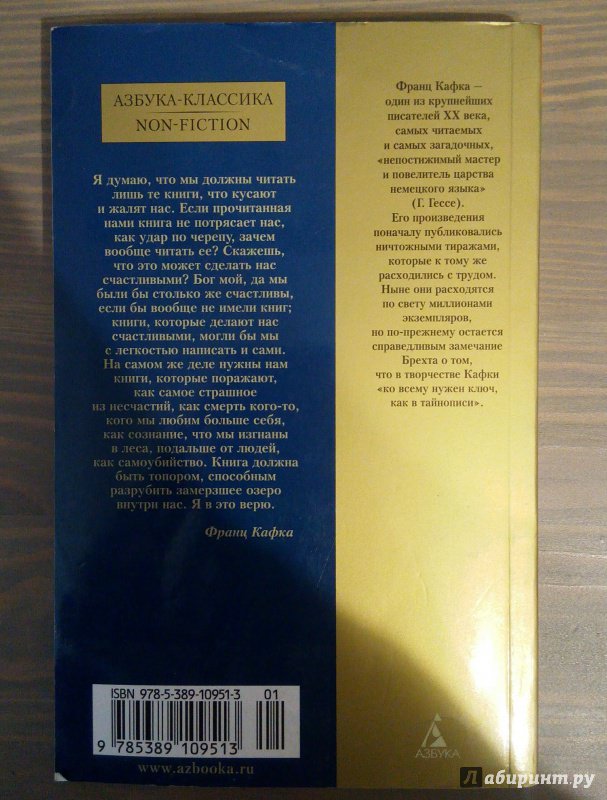 АЗБУКА-КЛАССИКА
NON-FICTION
Я думаю, что мы должны читать
лишь те книги, что кусают
и жалят нас. Если прочитанная
нами книга не потрясает нас,
как удар по черепу, зачем
вообще читать ее? Скажешь,
что это может сделать нас
счастливыми? Бог мой, да мы
были бы столько же счастливы,
если бы вообще не имели книг;
книги, которые делают нас
счастливыми, могли бы мы
с легкостью написать и сами.
На самом же деле нужны нам
книги, которые поражают,
как самое страшное
из несчастий, как смерть кого-то,
кого мы любим больше себя,
как сознание, что мы изгнаны
в леса, подальше от людей,
как самоубийство. Книга должна
быть топором, способным
разрубить замерзшее озеро
внутри нас. Я в это верю.
Франц Кафка
ISBN 978-5-389-10951-3 01
9 785389 109513
www.azbooka.ru
Франц Кафка —
один из крупнейших
писателей XX века,
самых читаемых
и самых загадочных,
«непостижимый мастер
и повелитель царства
немецкого языка»
(Г. Гессе).
Его произведения
поначалу публиковались
ничтожными тиражами,
которые к тому же
расходились с трудом.
Ныне они расходятся
по свету миллионами
экземпляров,
но по-прежнему остается
справедливым замечание
Брехта о том,
что в творчестве Кафки
«ко всему нужен ключ,
как в тайнописи».
АЗБУКА
Лабиринт.ру